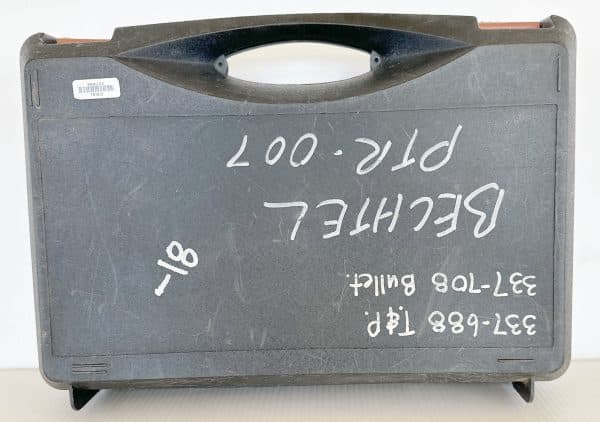 337-688 T.&P.
337-708 Bullet.
BECHTEL
PTR-007